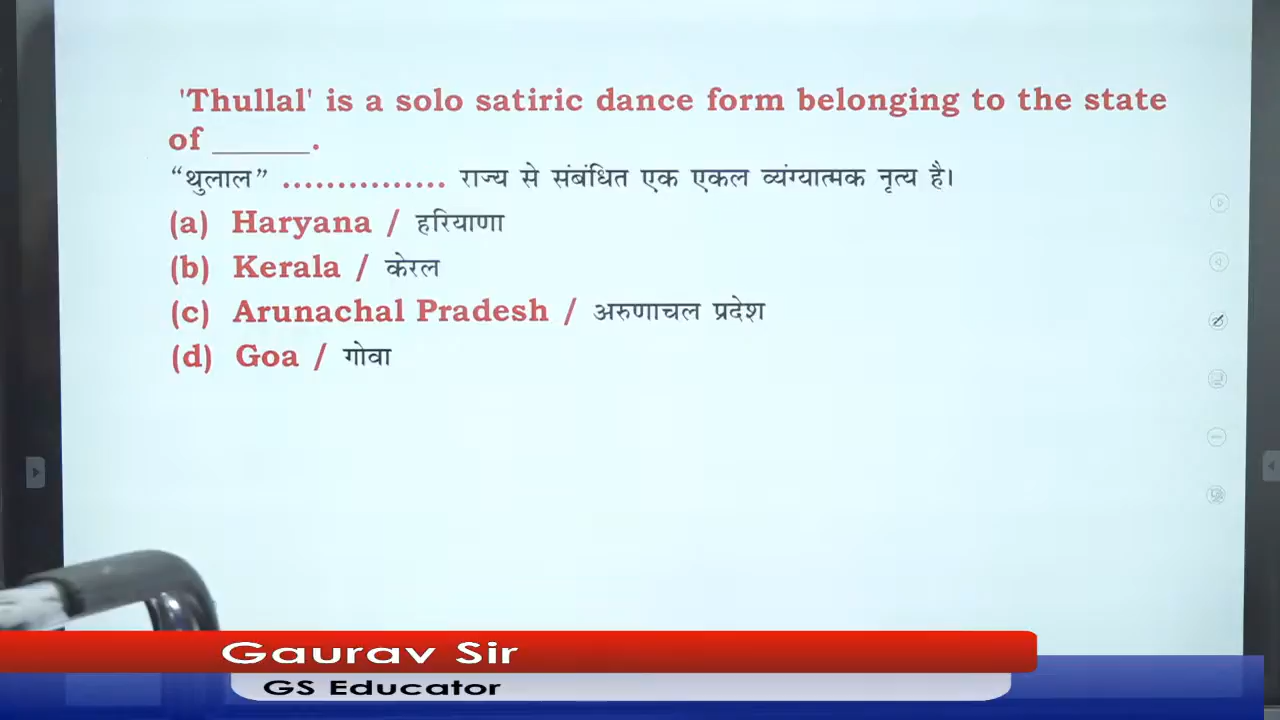 'Thullal' is a solo satiric dance form belonging to the state
of ______.
“थुलाल” ............... राज्य से संबंधित एक एकल व्यंग्यात्मक नृत्य है।
(a) Haryana / हरियाणा
(b) Kerala / केरल
(c) Arunachal Pradesh / अरुणाचल प्रदेश
(d) Goa / गोवा
Gaurav Sir
GS Educator